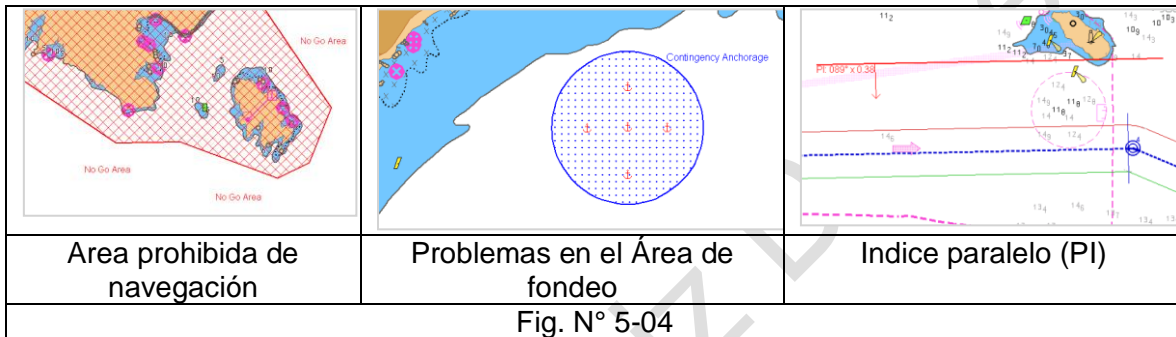 No Go Area
No Go Area
No Go Area
Contingency Anchorage
PI: 089° x 0.38
Area prohibida de
navegación
Problemas en el Área de
fondeo
Indice paralelo (PI)
Fig. N° 5-04